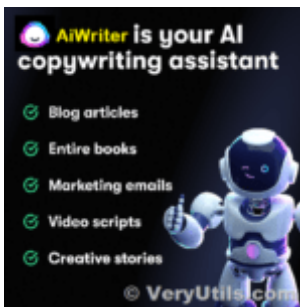 AiWriter is your AI
copywriting assistant
Blog articles
Entire books
Marketing emails
Video scripts
Creative stories
© VeryUtils.com